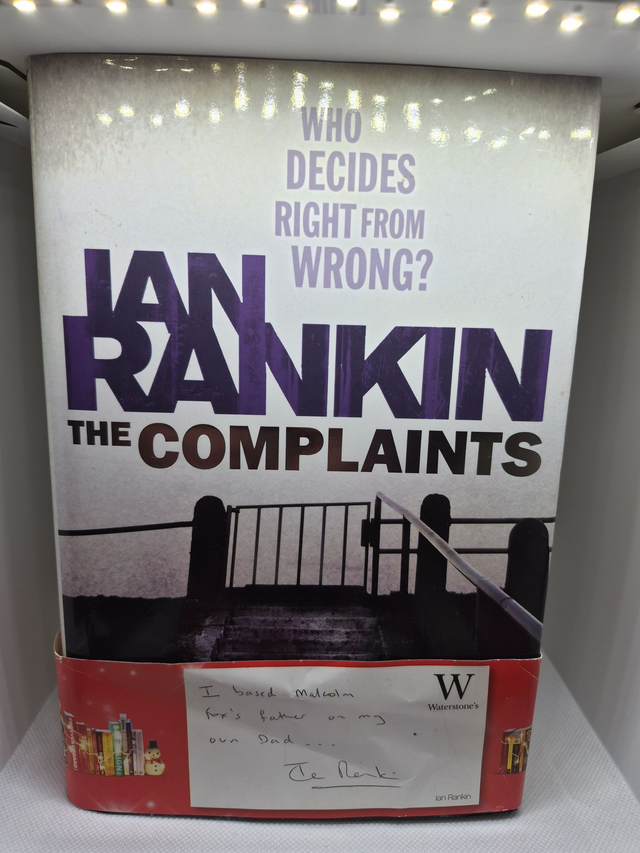 WHO
DECIDES
RIGHT FROM
WRONG?
IAN
RANKIN
THE COMPLAINTS
I based Malcolm
Fox's father on my
own Dad ...
W
Waterstone's
Ian Rankin